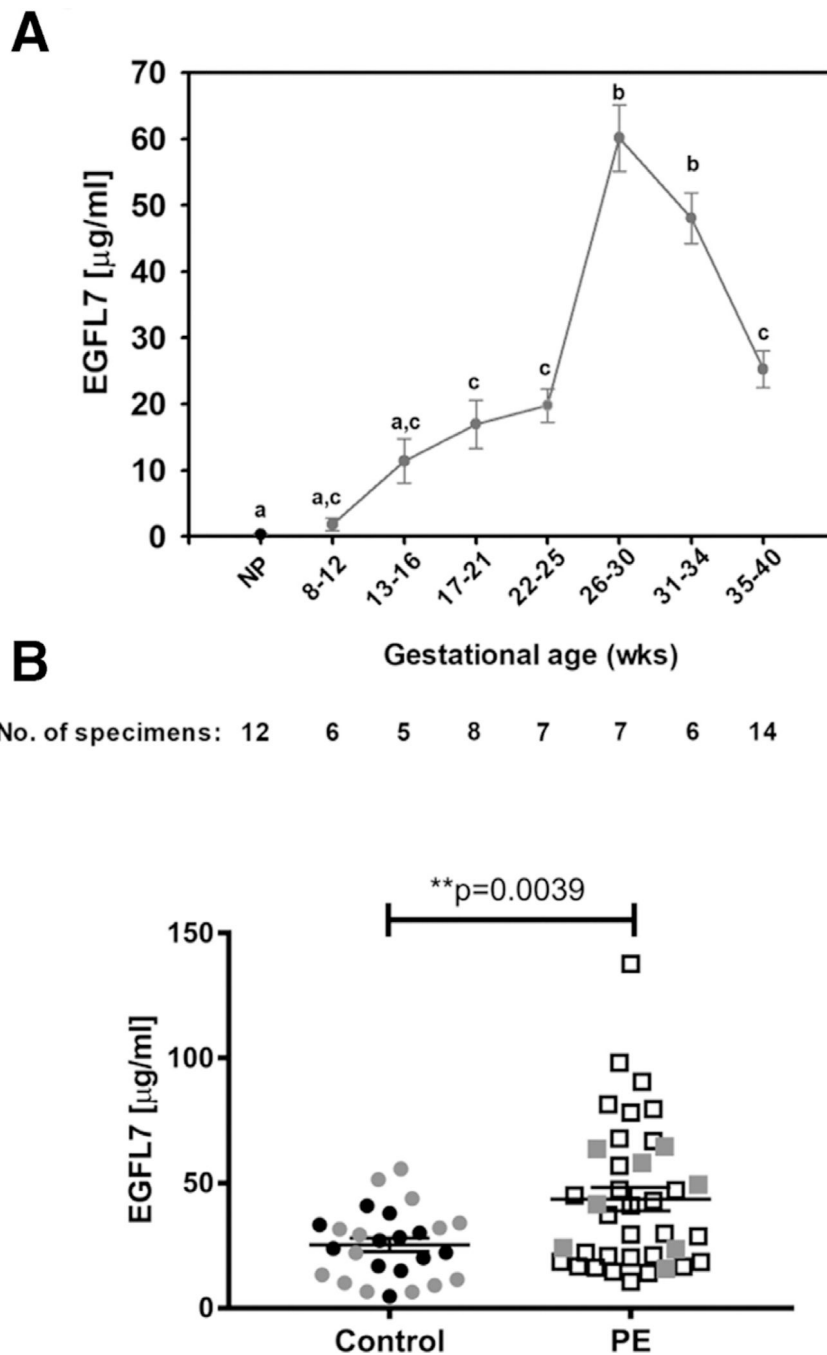 A
70
60
50
40
30
20
10
0
EGFL7 [µg/ml]
a
a,c
a,c
c
c
b
b
c
NP
8-12
13-16
17-21
22-25
26-30
31-34
35-40
Gestational age (wks)
B
No. of specimens: 12 6 5 8 7 7 6 14
**p=0.0039
150
100
50
0
EGFL7 [µg/ml]
Control PE